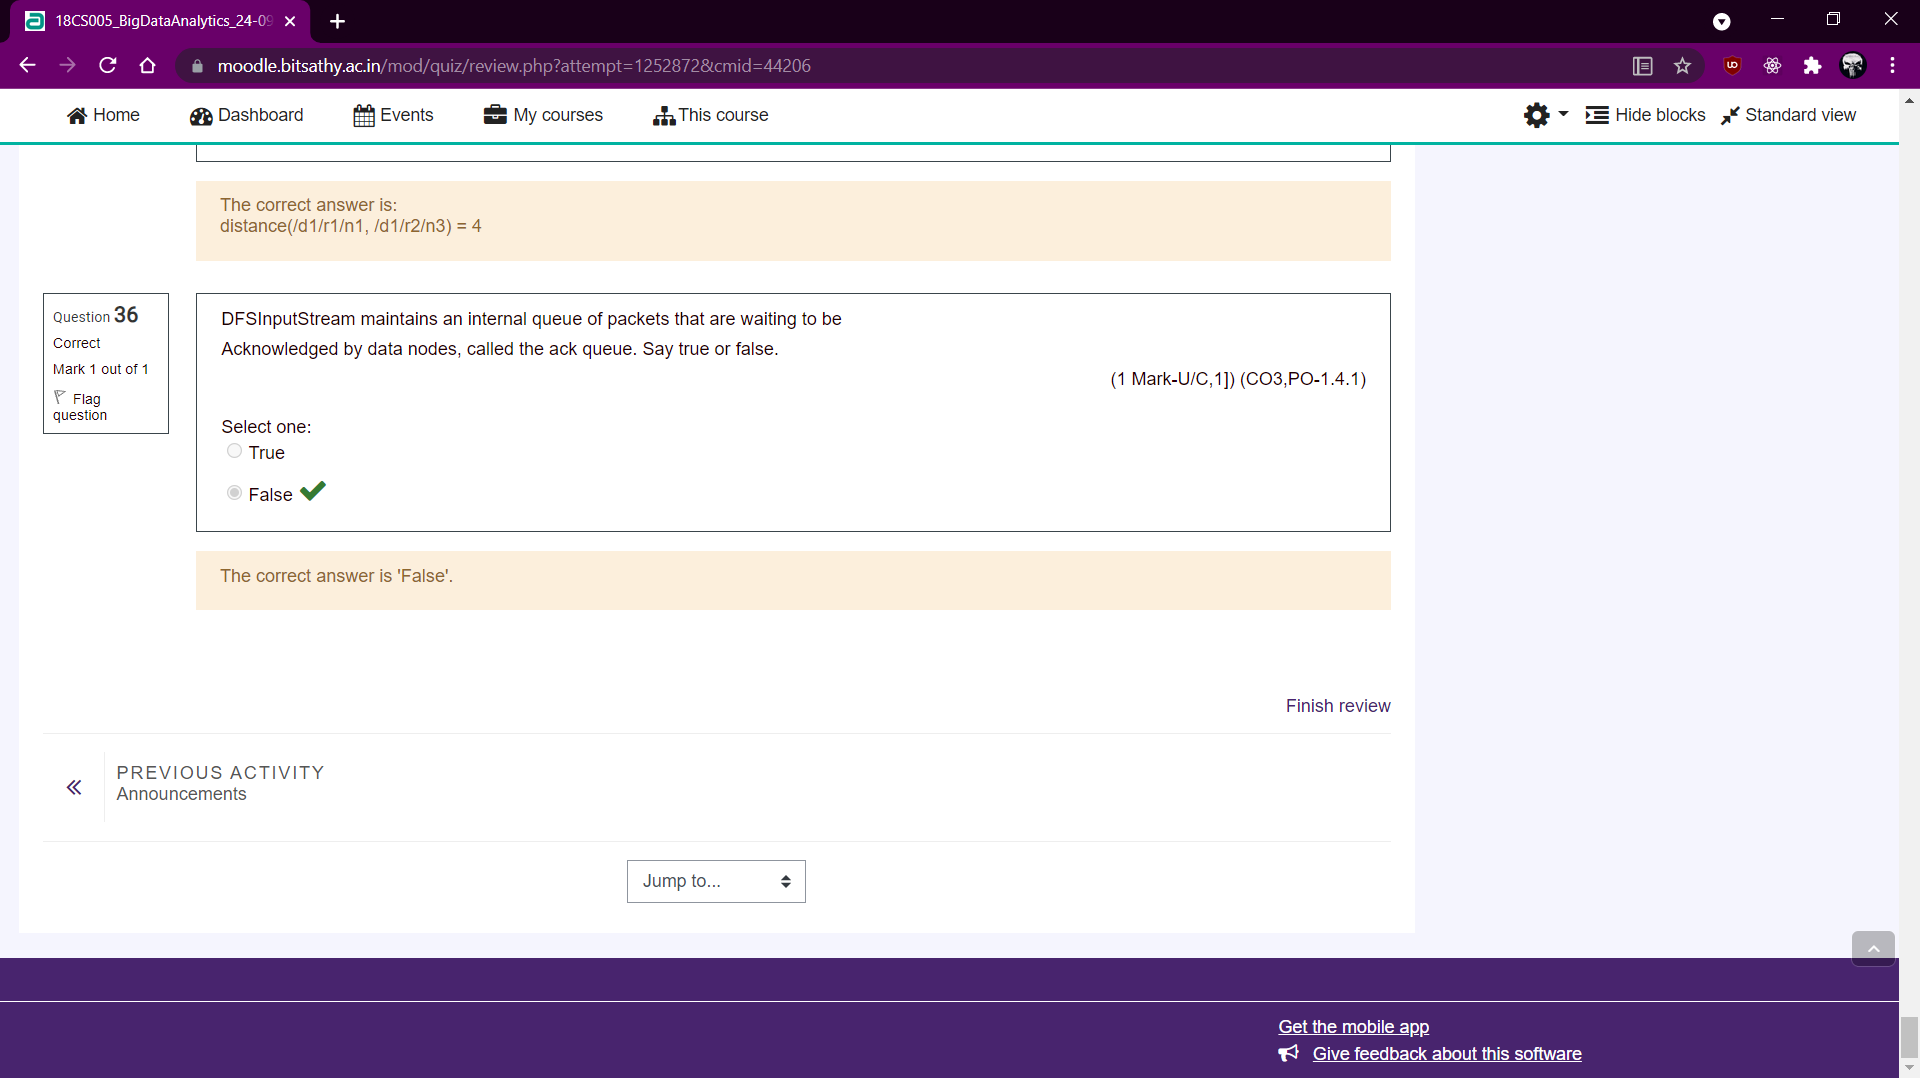 18CS005_BigDataAnalytics_24-09
moodle.bitsathy.ac.in/mod/quiz/review.php?attempt=1252872&cmid=44206
Home
Dashboard
Events
My courses
This course
Hide blocks
Standard view
The correct answer is:
distance(/d1/r1/n1, /d1/r2/n3) = 4
Question 36
Correct
Mark 1 out of 1
Flag
question
DFSInputStream maintains an internal queue of packets that are waiting to be
Acknowledged by data nodes, called the ack queue. Say true or false.
(1 Mark-U/C,1]) (CO3,PO-1.4.1)
Select one:
True
False
The correct answer is 'False'.
Finish review
PREVIOUS ACTIVITY
Announcements
Jump to...
Get the mobile app
Give feedback about this software